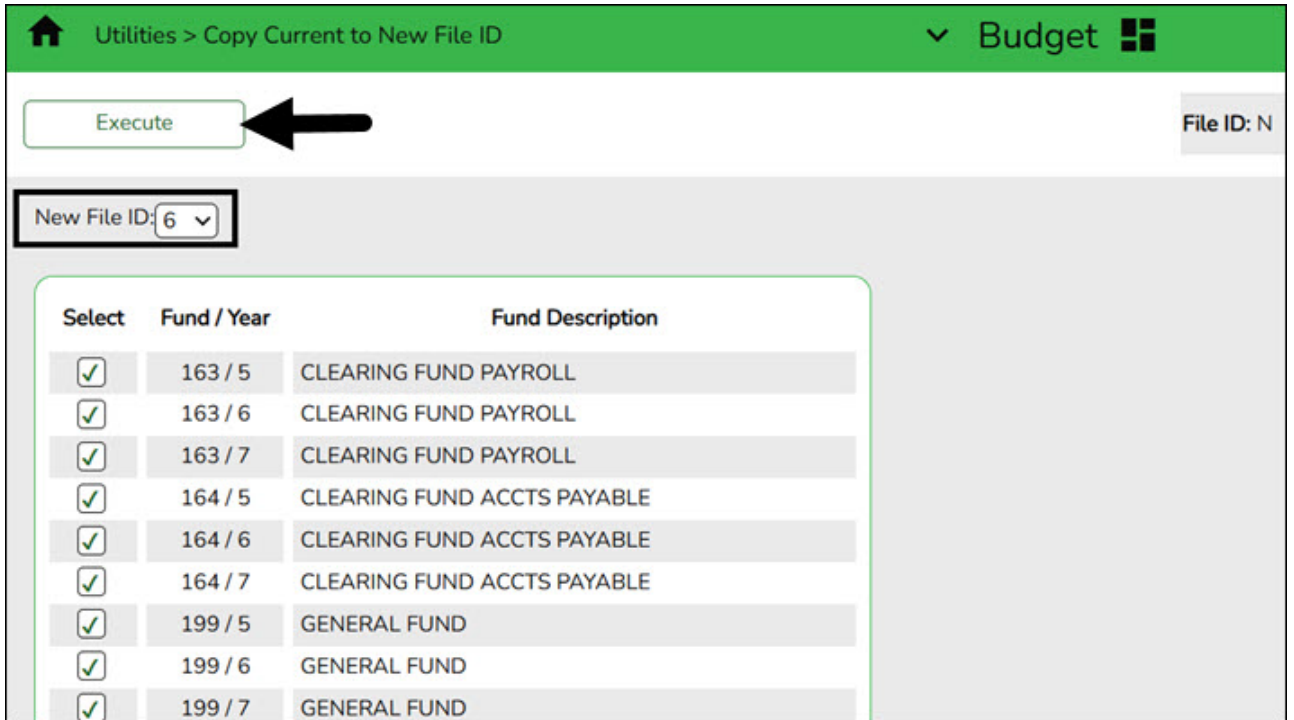 Utilities > Copy Current to New File ID Budget
Execute File ID: N
New File ID: 6
Select Fund / Year Fund Description
163 / 5 CLEARING FUND PAYROLL
163 / 6 CLEARING FUND PAYROLL
163 / 7 CLEARING FUND PAYROLL
164 / 5 CLEARING FUND ACCTS PAYABLE
164 / 6 CLEARING FUND ACCTS PAYABLE
164 / 7 CLEARING FUND ACCTS PAYABLE
199 / 5 GENERAL FUND
199 / 6 GENERAL FUND
199 / 7 GENERAL FUND